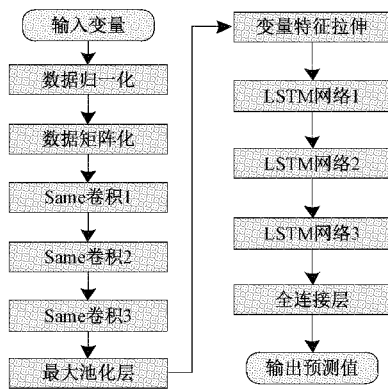 输入变量
数据归一化
数据矩阵化
Same卷积1
Same卷积2
Same卷积3
最大池化层
变量特征拉伸
LSTM网络1
LSTM网络2
LSTM网络3
全连接层
输出预测值